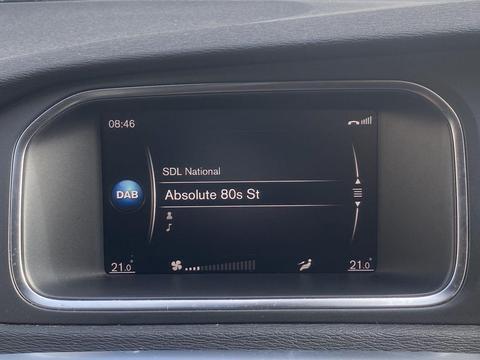 08:46
SDL National
DAB
Absolute 80s St
21.0°
21.0°